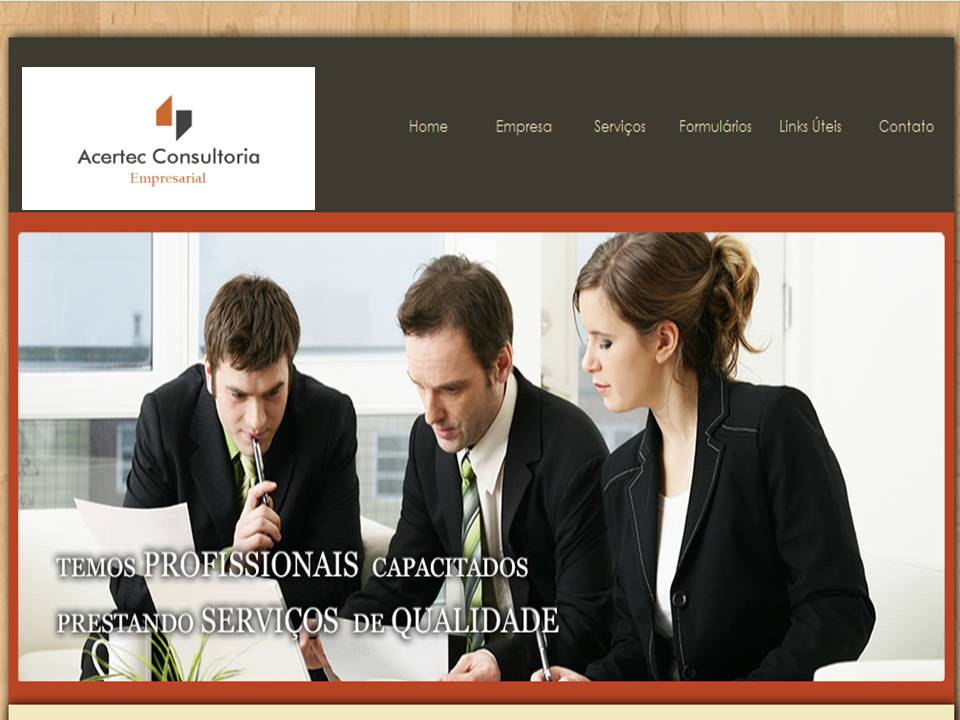 Acertec Consultoria
Empresarial
Home Empresa Serviços Formulários Links Úteis Contato
TEMOS PROFISSIONAIS CAPACITADOS
PRESTANDO SERVIÇOS DE QUALIDADE